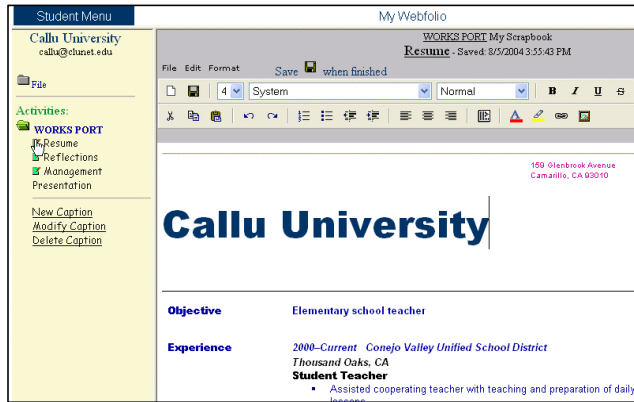 Student Menu
My Webfolio
Callu University
callu@clunet.edu
File
Activities:
WORKS PORT
Resume
Reflections
Management
Presentation
New Caption
Modify Caption
Delete Caption
WORKS PORT My Scrapbook
Resume - Saved: 8/5/2004 3:55:43 PM
File Edit Format
Save when finished
4 System Normal B I U S
159 Glenbrook Avenue
Camarillo, CA 93010
Callu University
Objective Elementary school teacher
Experience 2000–Current Conejo Valley Unified School District
Thousand Oaks, CA
Student Teacher
▪ Assisted cooperating teacher with teaching and preparation of daily
lessons